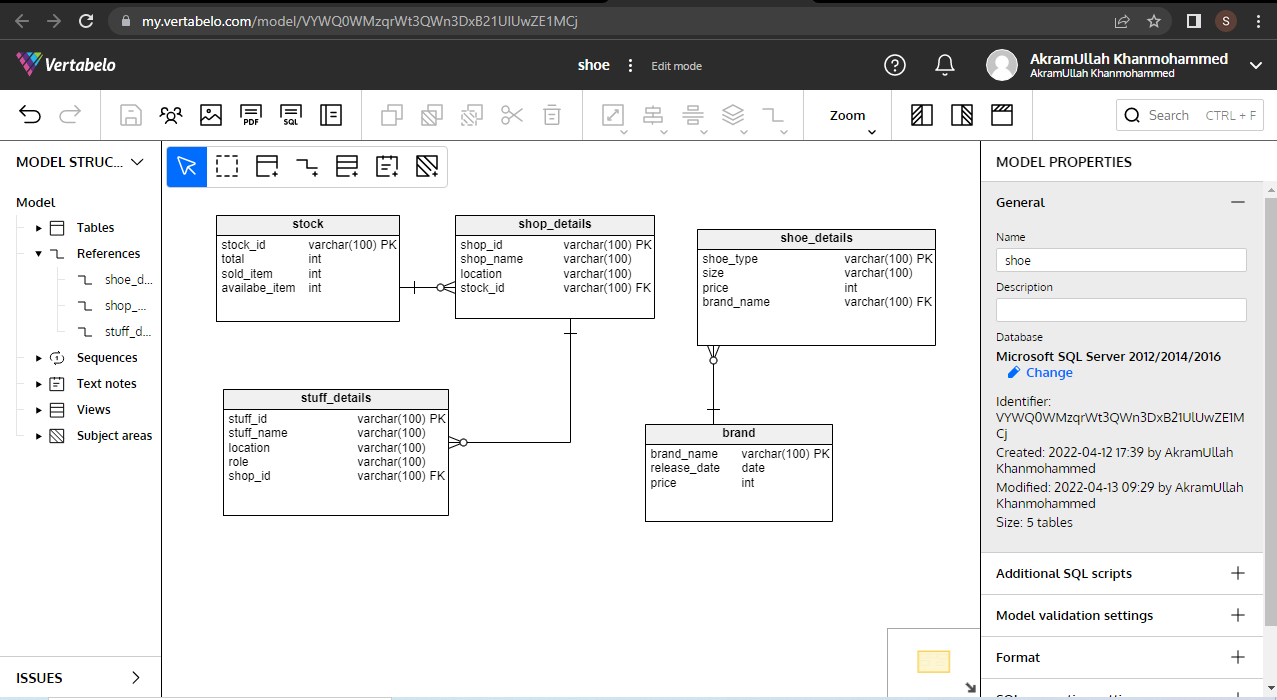 my.vertabelo.com/model/VYWQ0WMzqrWt3QWn3DxB21UlUwZE1MCj
S
Vertabelo
shoe
Edit mode
AkramUllah Khanmohammed
AkramUllah Khanmohammed
PDF
SQL
Zoom
Search CTRL + F
MODEL STRUC...
Model
Tables
References
shoe_d...
shop_...
stuff_d...
Sequences
Text notes
Views
Subject areas
ISSUES
stock
stock_id varchar(100) PK
total int
sold_item int
availabe_item int
shop_details
shop_id varchar(100) PK
shop_name varchar(100)
location varchar(100)
stock_id varchar(100) FK
shoe_details
shoe_type varchar(100) PK
size varchar(100)
price int
brand_name varchar(100) FK
stuff_details
stuff_id varchar(100) PK
stuff_name varchar(100)
location varchar(100)
role varchar(100)
shop_id varchar(100) FK
brand
brand_name varchar(100) PK
release_date date
price int
MODEL PROPERTIES
General
Name
shoe
Description
Database
Microsoft SQL Server 2012/2014/2016
Change
Identifier:
VYWQ0WMzqrWt3QWn3DxB21UlUwZE1M
Cj
Created: 2022-04-12 17:39 by AkramUllah
Khanmohammed
Modified: 2022-04-13 09:29 by AkramUllah
Khanmohammed
Size: 5 tables
Additional SQL scripts
Model validation settings
Format